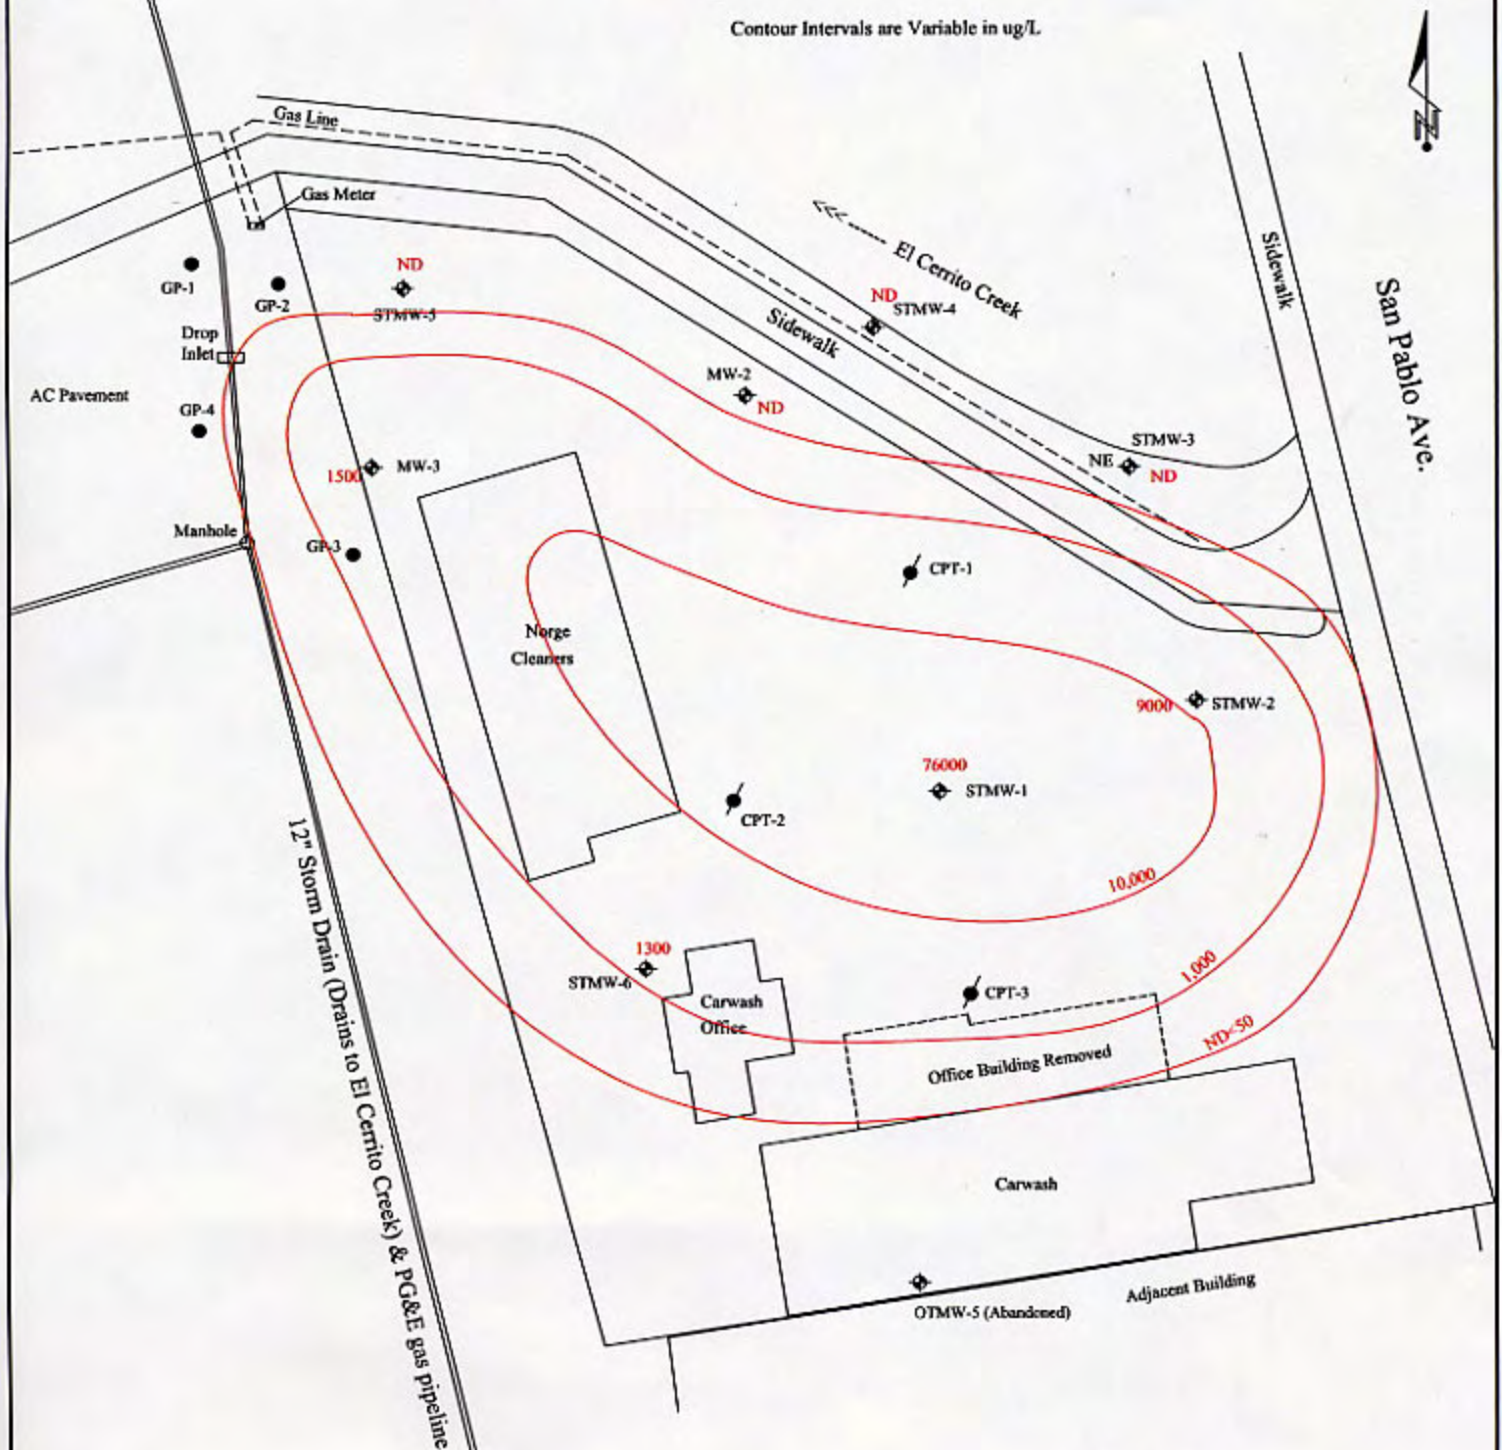 Contour Intervals are Variable in ug/L
Gas Line
Gas Meter
N
El Cerrito Creek
Sidewalk
San Pablo Ave.
GP-1
GP-2
ND
STMW-5
ND
STMW-4
Sidewalk
Drop
Inlet
AC Pavement
GP-4
MW-2
ND
STMW-3
NE
ND
1500
MW-3
Manhole
GP-3
CPT-1
Norge
Cleaners
9000
STMW-2
76000
STMW-1
CPT-2
10,000
12" Storm Drain (Drains to El Cerrito Creek) & PG&E gas pipeline
1300
STMW-6
Carwash
Office
CPT-3
1,000
ND<50
Office Building Removed
Carwash
OTMW-5 (Abandoned)
Adjacent Building